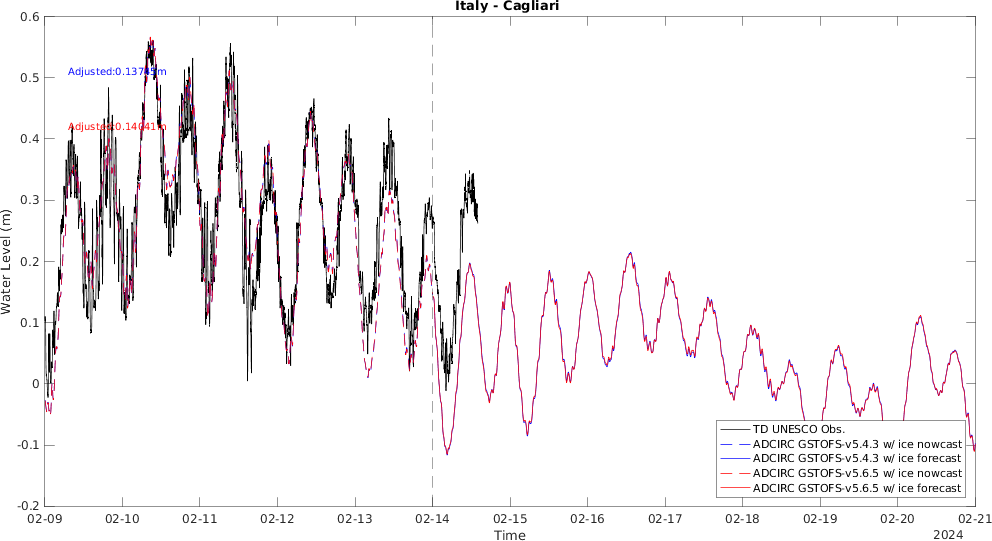 Italy - Cagliari
0.6
0.5
0.4
0.3
0.2
0.1
0
-0.1
-0.2
Water Level (m)
Adjusted:0.14041m
02-09 02-10 02-11 02-12 02-13 02-14 02-15 02-16 02-17 02-18 02-19 02-20 02-21
2024
Time
TD UNESCO Obs.
ADCIRC GSTOFS-v5.4.3 w/ ice nowcast
ADCIRC GSTOFS-v5.4.3 w/ ice forecast
ADCIRC GSTOFS-v5.6.5 w/ ice nowcast
ADCIRC GSTOFS-v5.6.5 w/ ice forecast